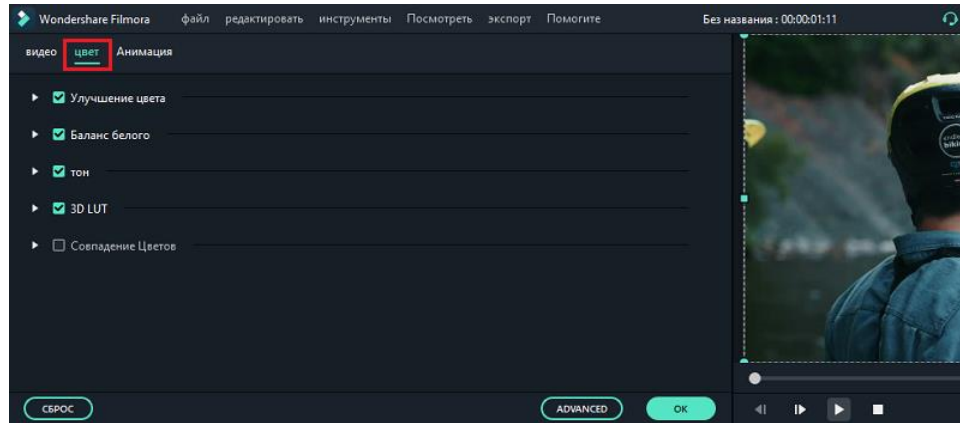 Wondershare Filmora файл редактировать инструменты Посмотреть экспорт Помогите Без названия : 00:00:01:11
видео цвет Анимация
Улучшение цвета
Баланс белого
тон
3D LUT
Совпадение Цветов
СБРОС ADVANCED OK